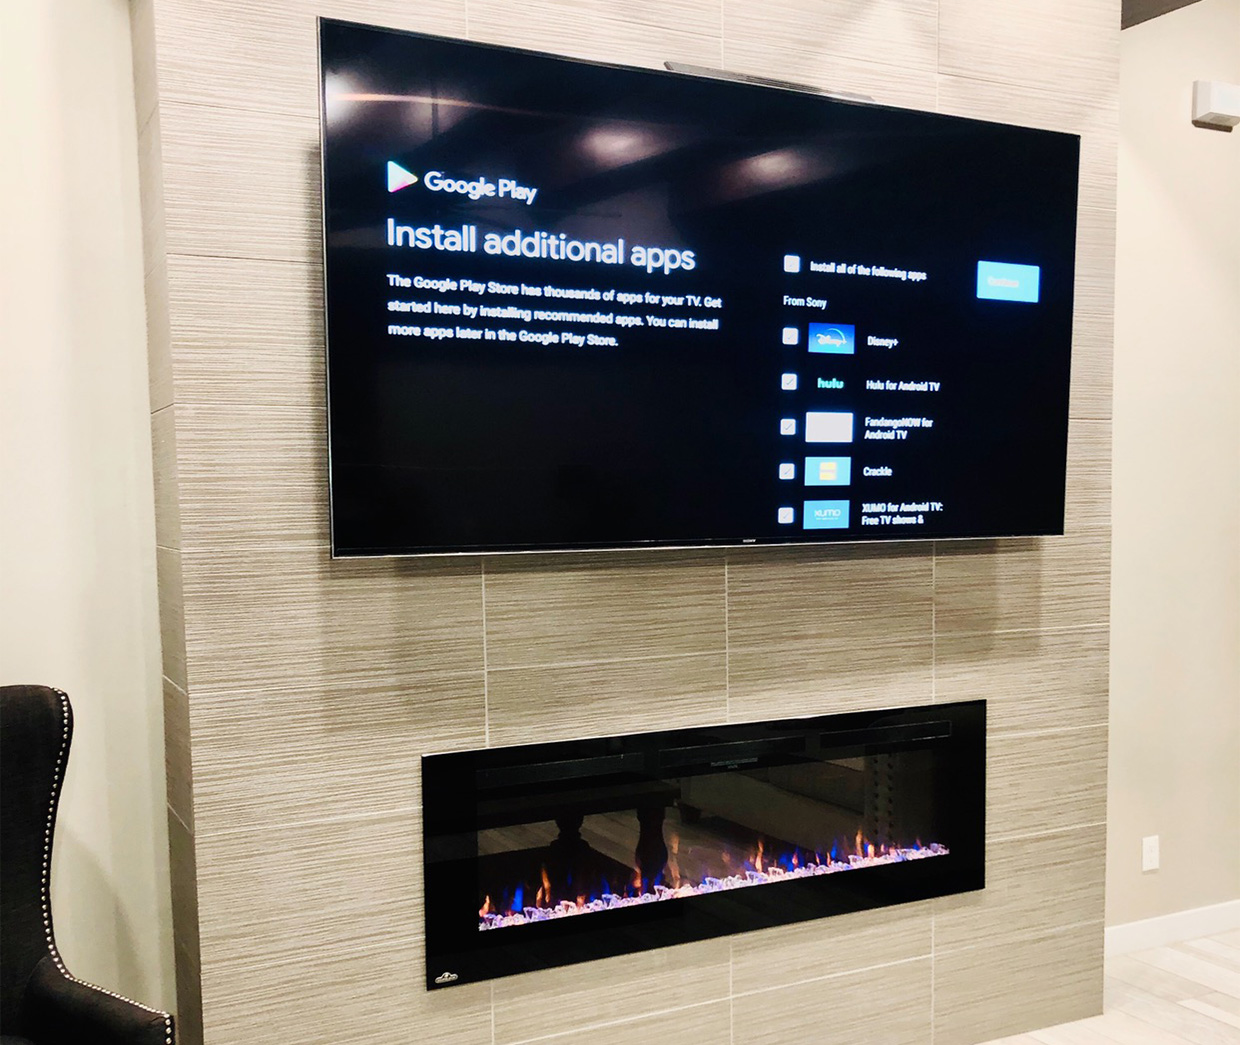 Google Play
Install additional apps
The Google Play Store has thousands of apps for your TV. Get
started here by installing recommended apps. You can install
more apps later in the Google Play Store.
Install all of the following apps
From Sony
Disney+
Disney+
hulu
Hulu for Android TV
FandangoNOW for
Android TV
Crackle
XUMO
XUMO for Android TV:
Free TV shows &